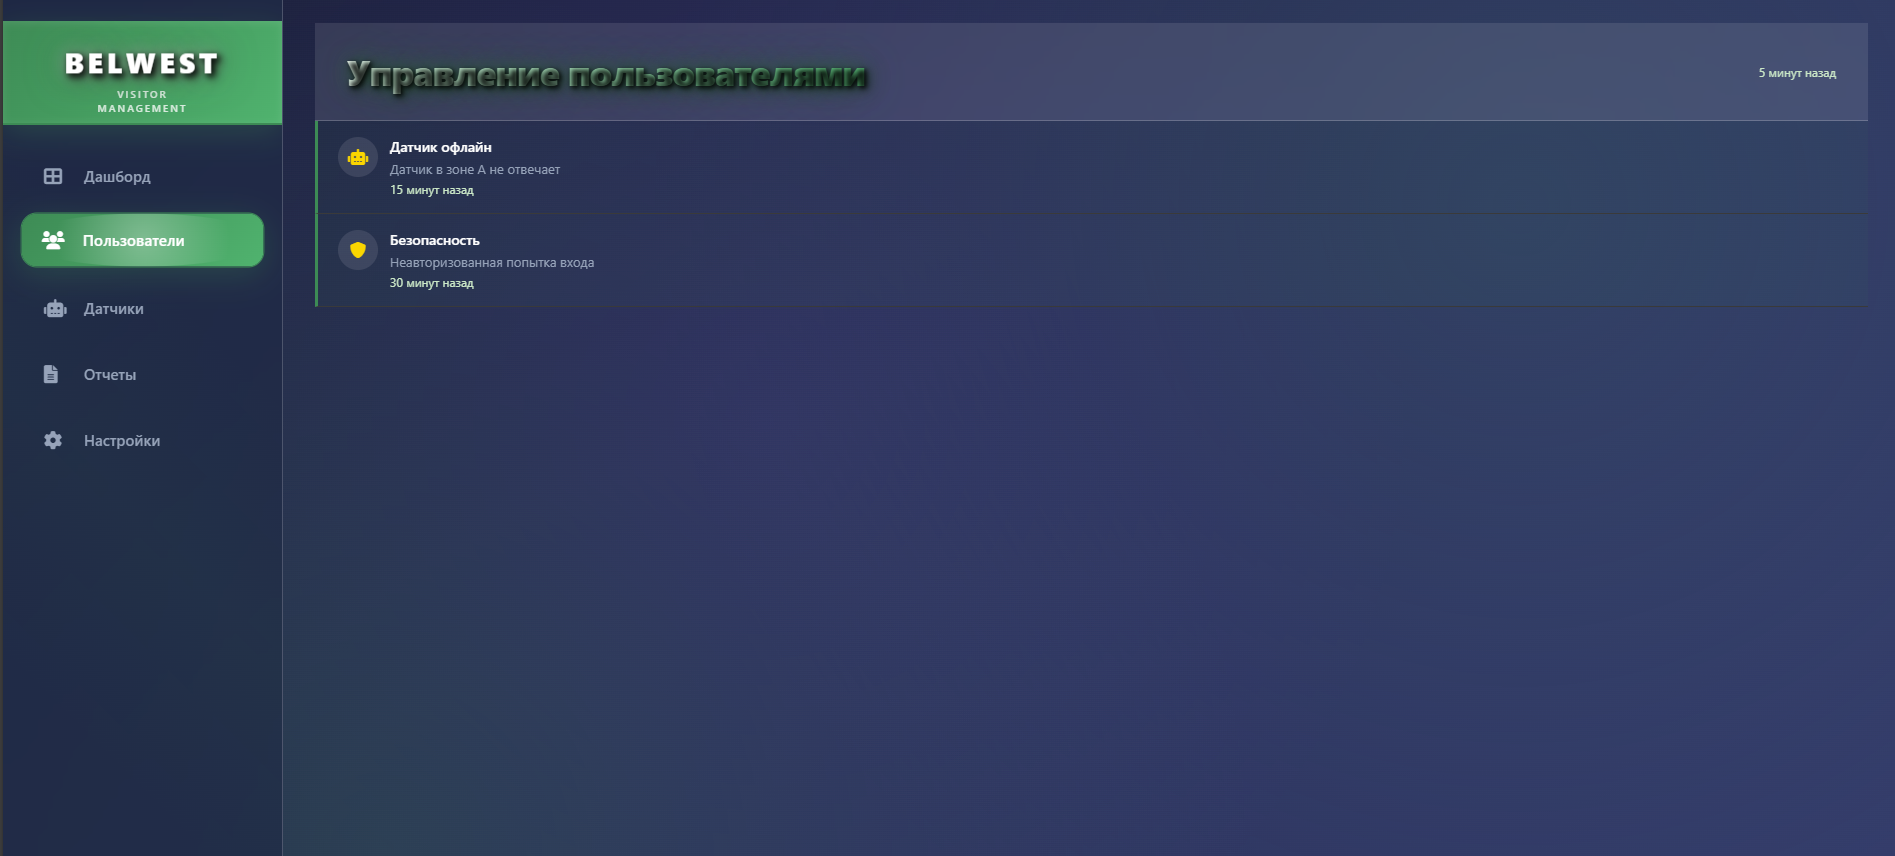 BELWEST
VISITOR
MANAGEMENT
Дашборд
Пользователи
Датчики
Отчеты
Настройки
Управление пользователями
5 минут назад
Датчик офлайн
Датчик в зоне А не отвечает
15 минут назад
Безопасность
Неавторизованная попытка входа
30 минут назад